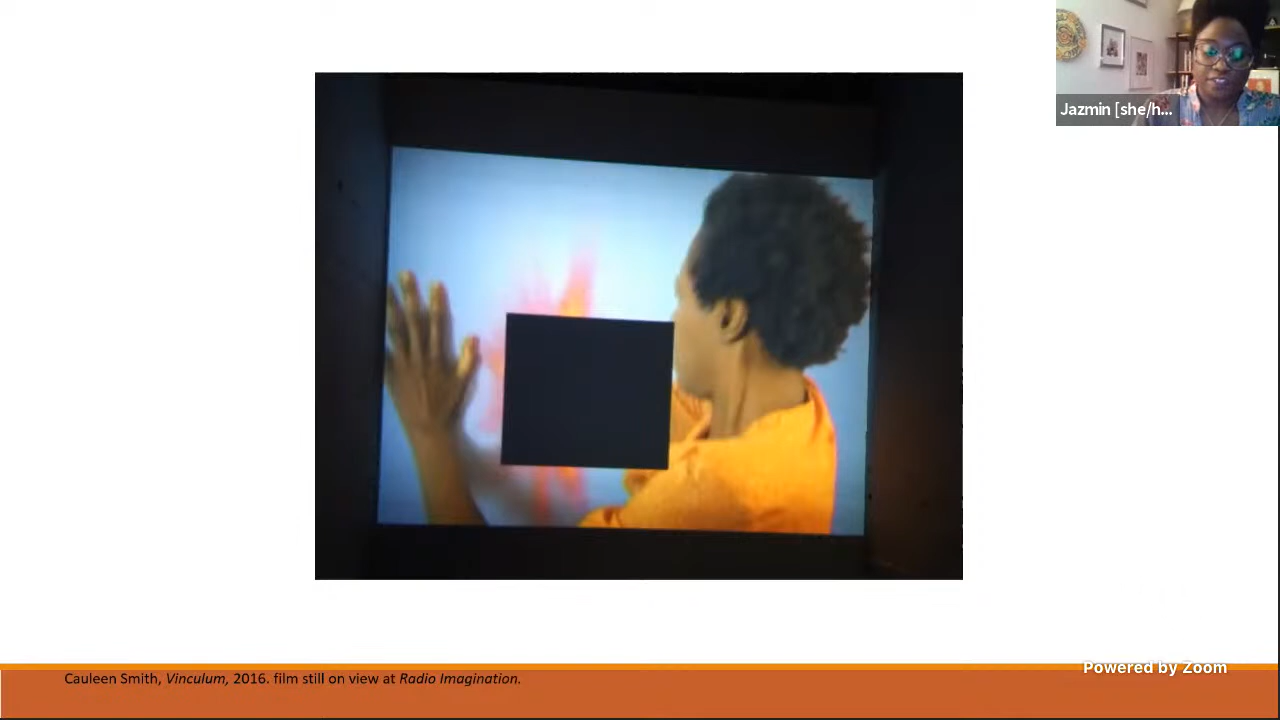 Jazmin [she/h...
Powered by Zoom
Cauleen Smith, Vinculum, 2016. film still on view at Radio Imagination.